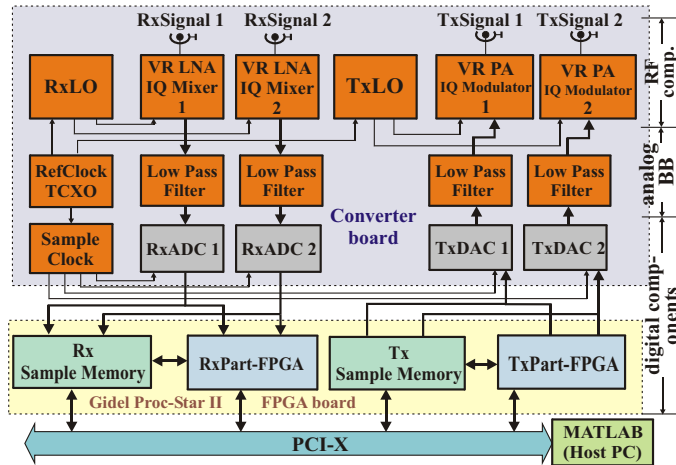 RxSignal 1
RxSignal 2
TxSignal 1
TxSignal 2
RxLO
VR LNA
IQ Mixer
1
VR LNA
IQ Mixer
2
TxLO
VR PA
IQ Modulator
1
VR PA
IQ Modulator
2
RF
comp.
RefClock
TCXO
Low Pass
Filter
Low Pass
Filter
Low Pass
Filter
Low Pass
Filter
analog
BB
Sample
Clock
RxADC 1
RxADC 2
Converter
board
TxDAC 1
TxDAC 2
digital comp-
onents
Rx
Sample Memory
RxPart-FPGA
Tx
Sample Memory
TxPart-FPGA
Gidel Proc-Star II
FPGA board
PCI-X
MATLAB
(Host PC)